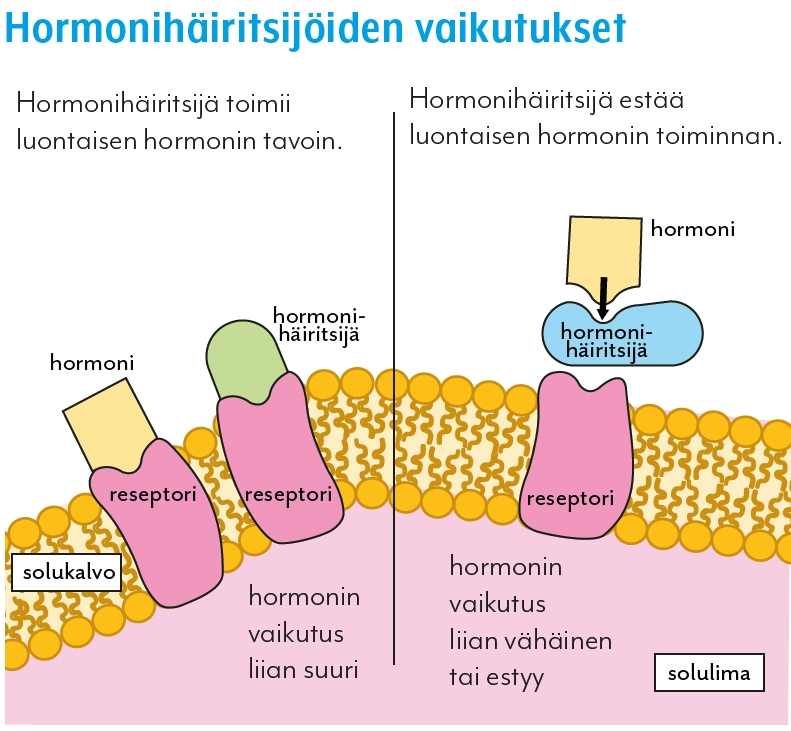 Hormonihäiritsijöiden vaikutukset
Hormonihäiritsijä toimii
luontaisen hormonin tavoin.
hormoni
hormoni-
häiritsijä
reseptori
reseptori
solukalvo
hormonin
vaikutus
liian suuri
Hormonihäiritsijä estää
luontaisen hormonin toiminnan.
hormoni
hormoni-
häiritsijä
reseptori
hormonin
vaikutus
liian vähäinen
tai estyy
solulima